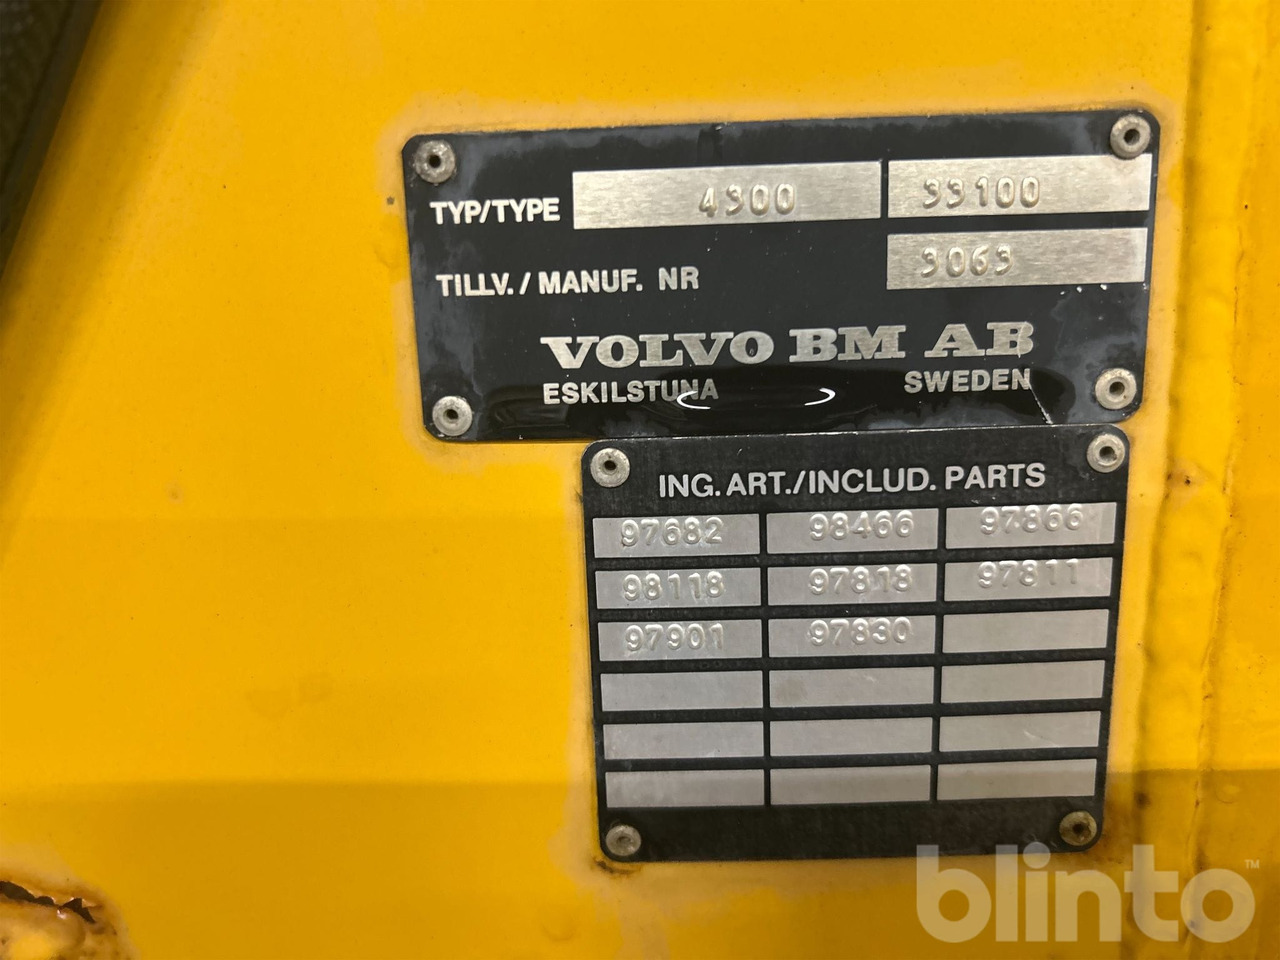 TYP/TYPE 4300 33100
TILLV./MANUF. NR 3063
VOLVO BM AB
ESKILSTUNA SWEDEN
ING. ART./INCLUD. PARTS
97682 98466 97866
98118 97818 97811
97901 97830
blinto™